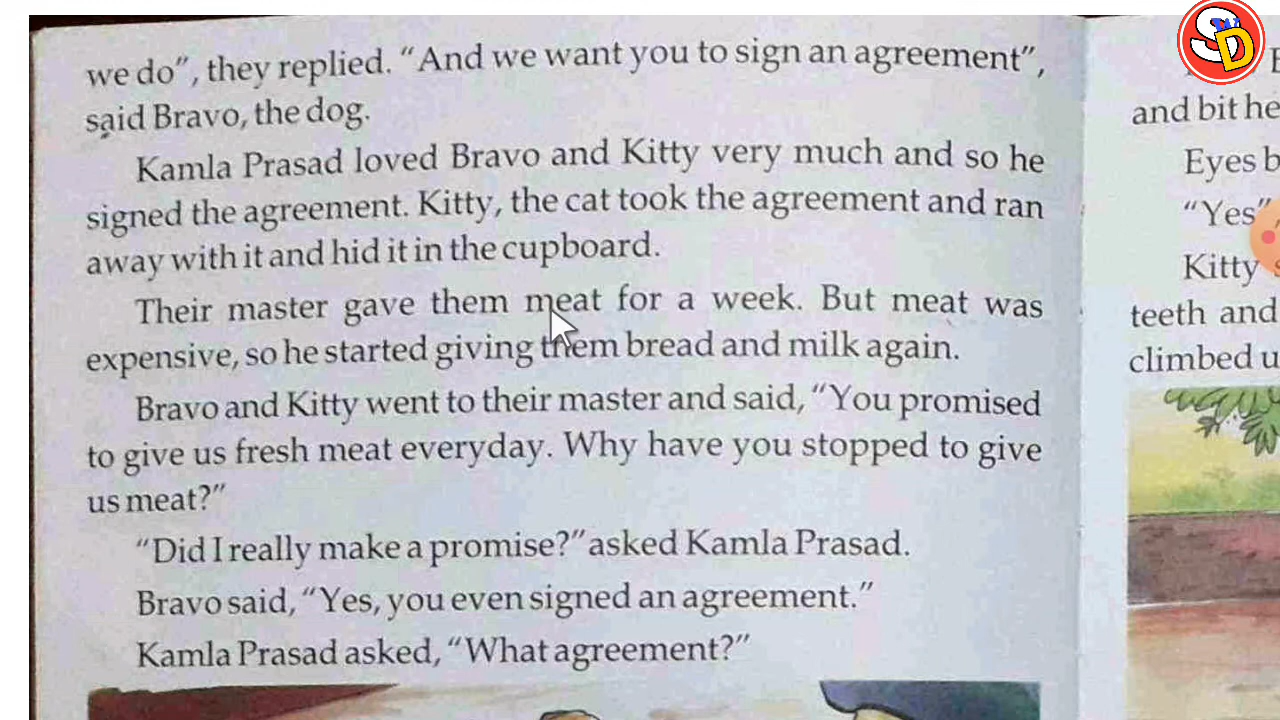 we do", they replied. "And we want you to sign an agreement",
said Bravo, the dog.
Kamla Prasad loved Bravo and Kitty very much and so he
signed the agreement. Kitty, the cat took the agreement and ran
away with it and hid it in the cupboard.
Their master gave them meat for a week. But meat was
expensive, so he started giving them bread and milk again.
Bravo and Kitty went to their master and said, "You promised
to give us fresh meat everyday. Why have you stopped to give
us meat?"
"Did I really make a promise?" asked Kamla Prasad.
Bravo said, "Yes, you even signed an agreement."
Kamla Prasad asked, "What agreement?"
SD
and bit he
Eyes b
"Yes",
Kitty
teeth and
climbed u